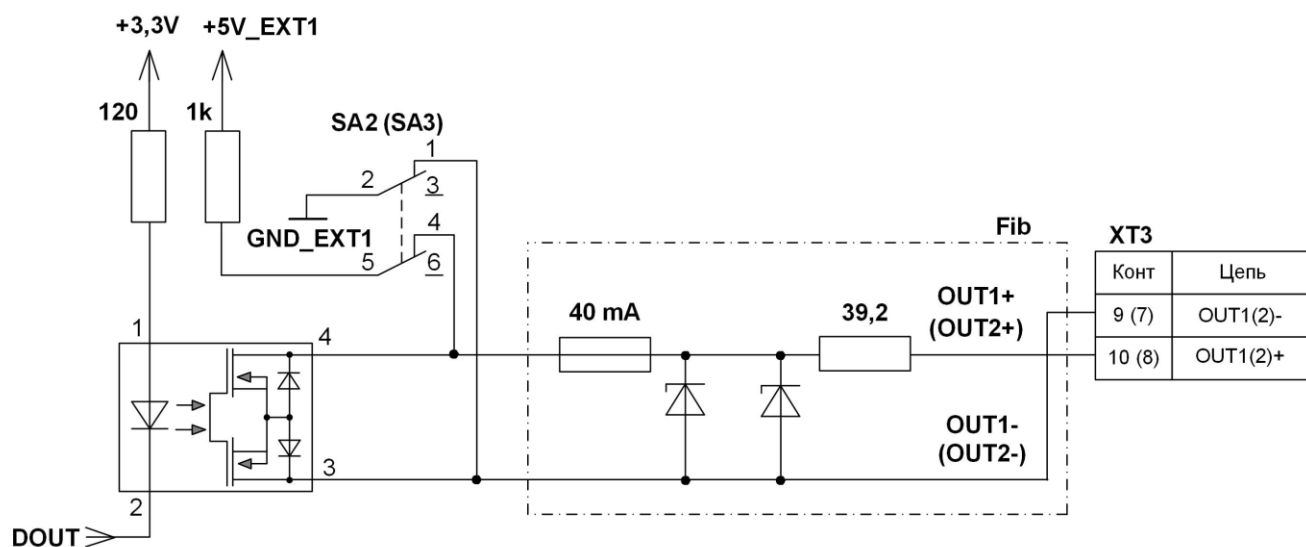 +3,3V
+5V_EXT1
120
1k
SA2 (SA3)
1
2
3
GND_EXT1
4
5
6
Fib
XT3
Конт
Цепь
9 (7)
OUT1(2)-
10 (8)
OUT1(2)+
40 mA
39,2
OUT1+
(OUT2+)
1
4
OUT1-
(OUT2-)
3
2
DOUT